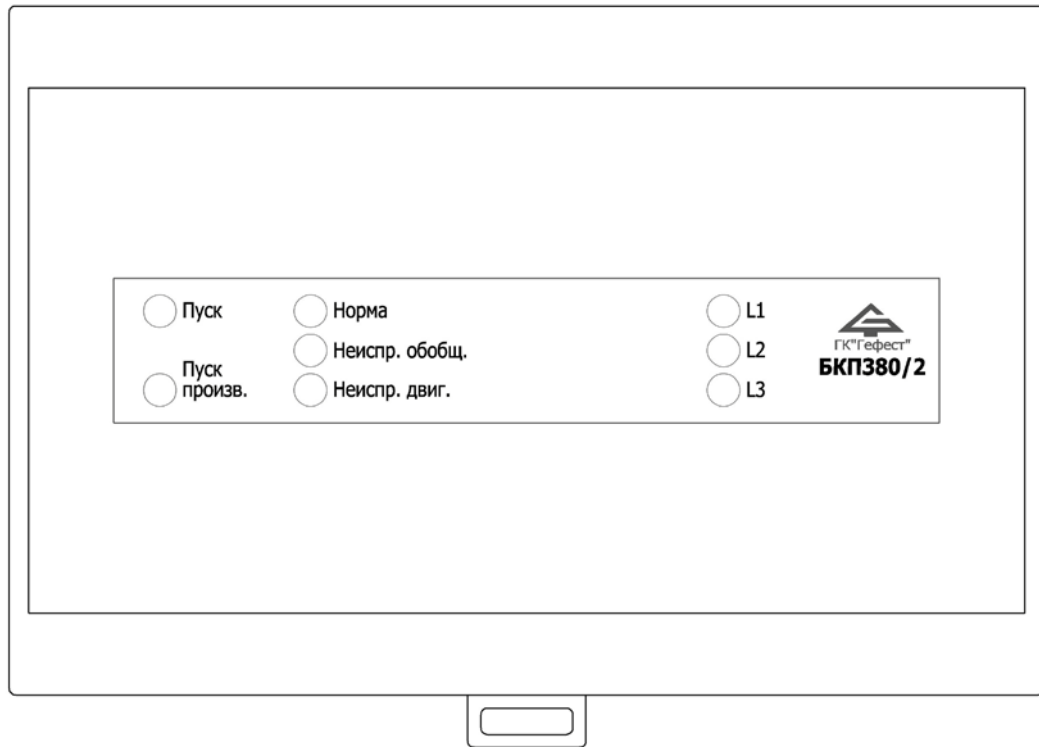 Пуск
Пуск
произв.
Норма
Неиспр. обобщ.
Неиспр. двиг.
L1
L2
L3
ГК"Гефест"
БКП380/2